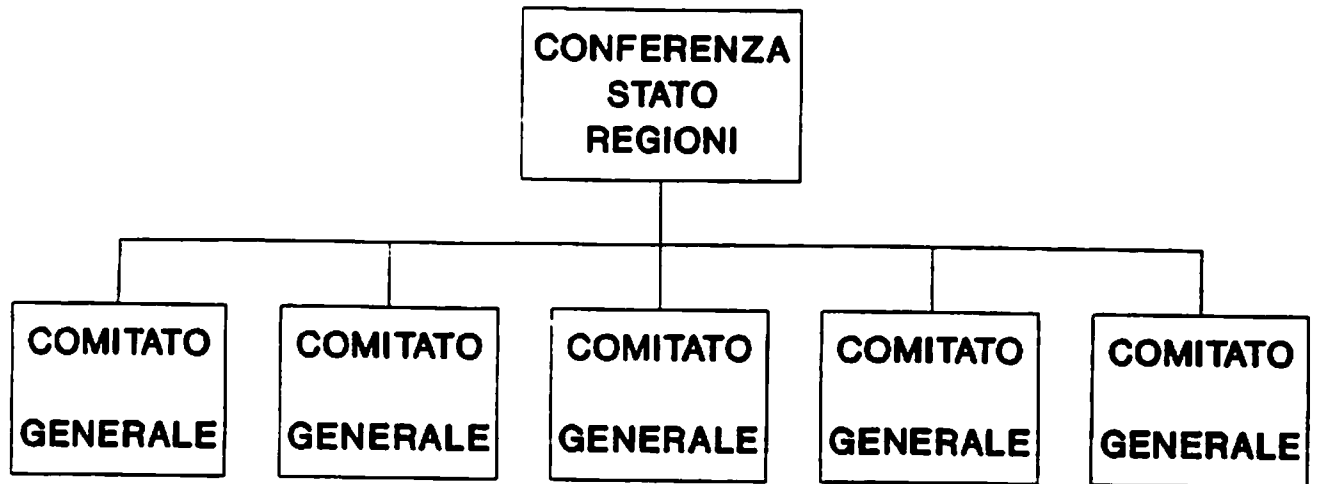 CONFERENZA
STATO
REGIONI
COMITATO
GENERALE
COMITATO
GENERALE
COMITATO
GENERALE
COMITATO
GENERALE
COMITATO
GENERALE